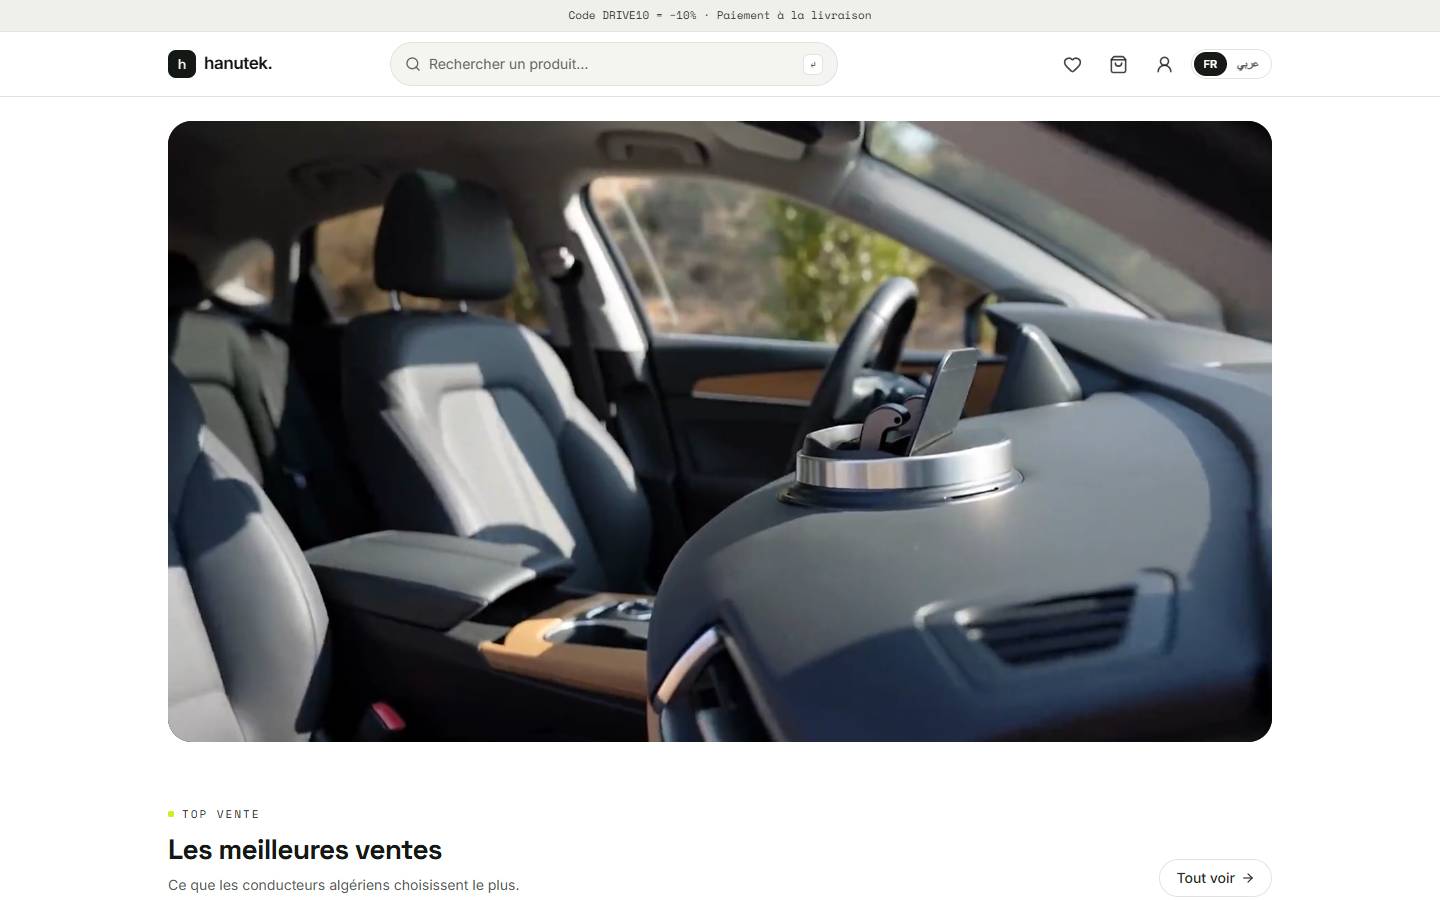 Code DRIVE10 = -10% · Paiement à la livraison
h hanutek.
Rechercher un produit...
FR عربي
TOP VENTE
Les meilleures ventes
Ce que les conducteurs algériens choisissent le plus.
Tout voir →